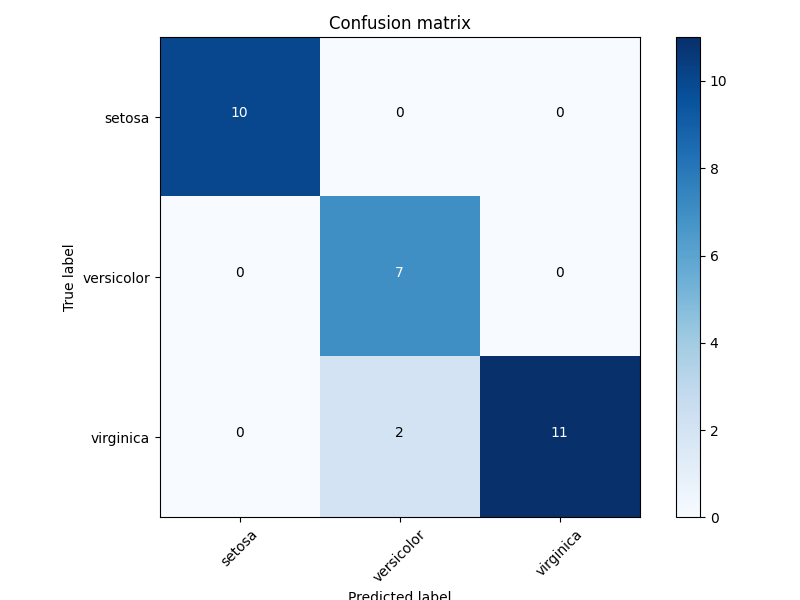 Confusion matrix
setosa
10 0 0
versicolor
0 7 0
virginica
0 2 11
True label
setosa versicolor virginica
Predicted label
10
8
6
4
2
0